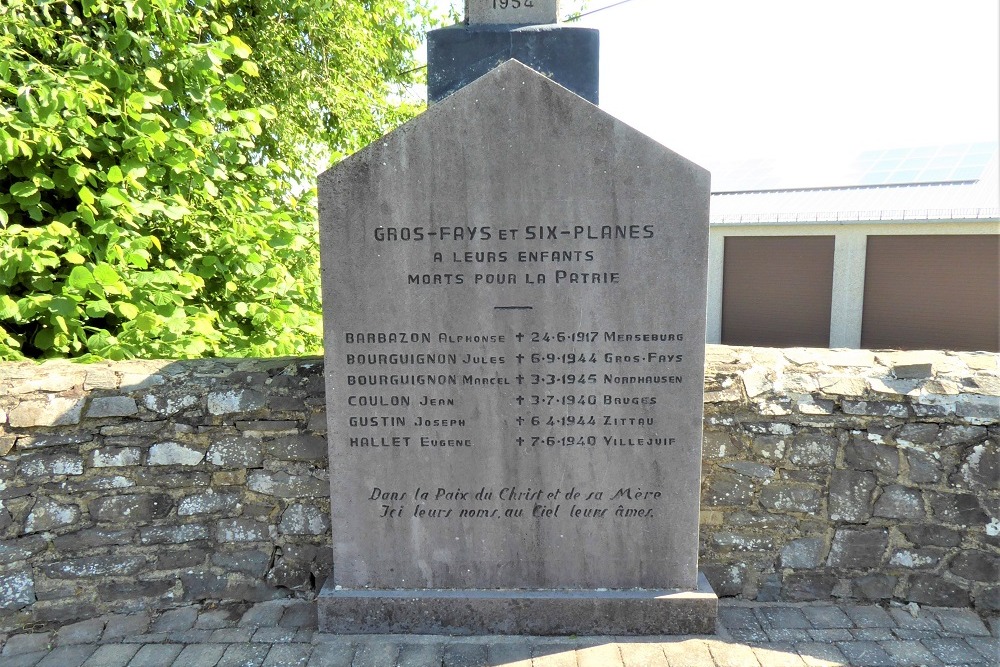 1954
GROS-FAYS ET SIX-PLANES
A LEURS ENFANTS
MORTS POUR LA PATRIE
BARBAZON ALPHONSE ✝ 24-6-1917 MERSEBURG
BOURGUIGNON JULES ✝ 6-9-1944 GROS-FAYS
BOURGUIGNON MARCEL ✝ 3-3-1945 NORDHAUSEN
COULON JEAN ✝ 3-7-1940 BAUGES
GUSTIN JOSEPH ✝ 6-4-1944 ZITTAU
HALLET EUGENE ✝ 7-6-1940 VILLEJUIF
Dans la Paix du Christ et de sa Mère
Ici leurs noms, au Ciel leurs âmes.